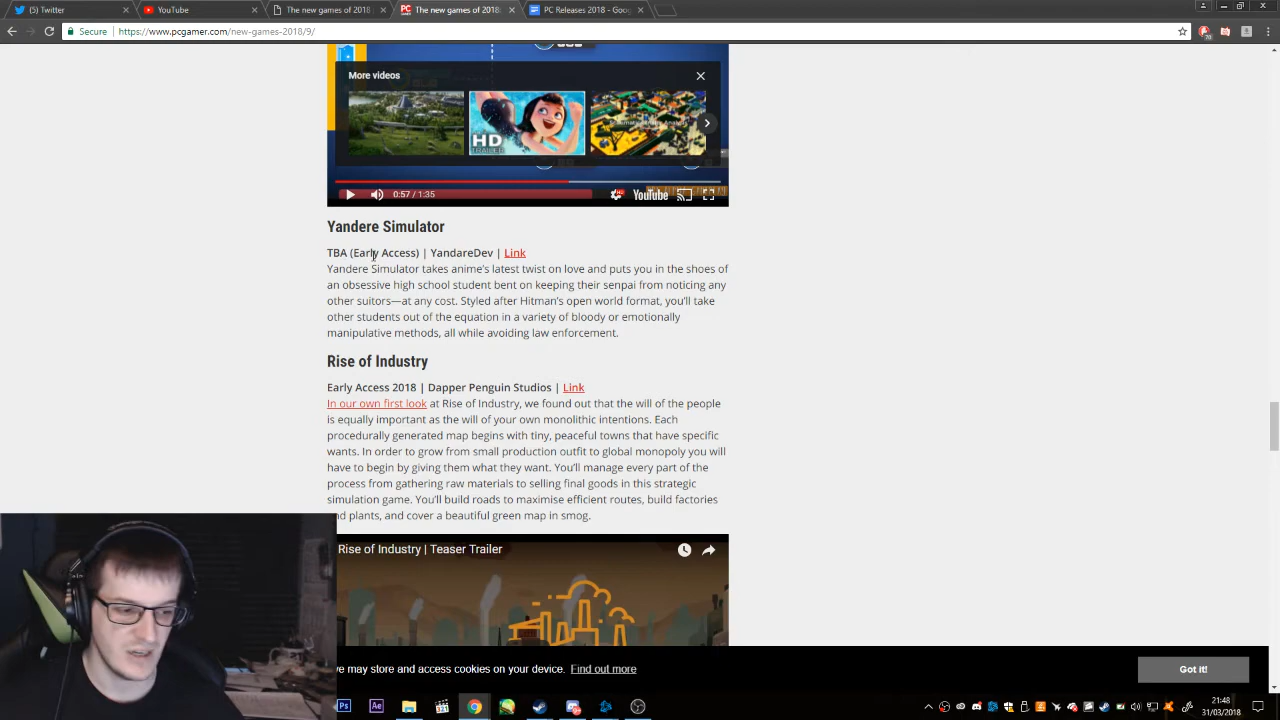 (5) Twitter
YouTube
The new games of 2018
The new games of 2018:
PC Releases 2018 - Goog
Secure
https://www.pcgamer.com/new-games-2018/9/
More videos
HD
TRAILER
0:57 / 1:35
HD
YouTube
Yandere Simulator
TBA (Early Access) | YandareDev | Link
Yandere Simulator takes anime's latest twist on love and puts you in the shoes of
an obsessive high school student bent on keeping their senpai from noticing any
other suitors—at any cost. Styled after Hitman's open world format, you'll take
other students out of the equation in a variety of bloody or emotionally
manipulative methods, all while avoiding law enforcement.
Rise of Industry
Early Access 2018 | Dapper Penguin Studios | Link
In our own first look at Rise of Industry, we found out that the will of the people
is equally important as the will of your own monolithic intentions. Each
procedurally generated map begins with tiny, peaceful towns that have specific
wants. In order to grow from small production outfit to global monopoly you will
have to begin by giving them what they want. You'll manage every part of the
process from gathering raw materials to selling final goods in this strategic
simulation game. You'll build roads to maximise efficient routes, build factories
nd plants, and cover a beautiful green map in smog.
Rise of Industry | Teaser Trailer
we may store and access cookies on your device. Find out more
Got it!
Ps
Ae
21:48
31/03/2018